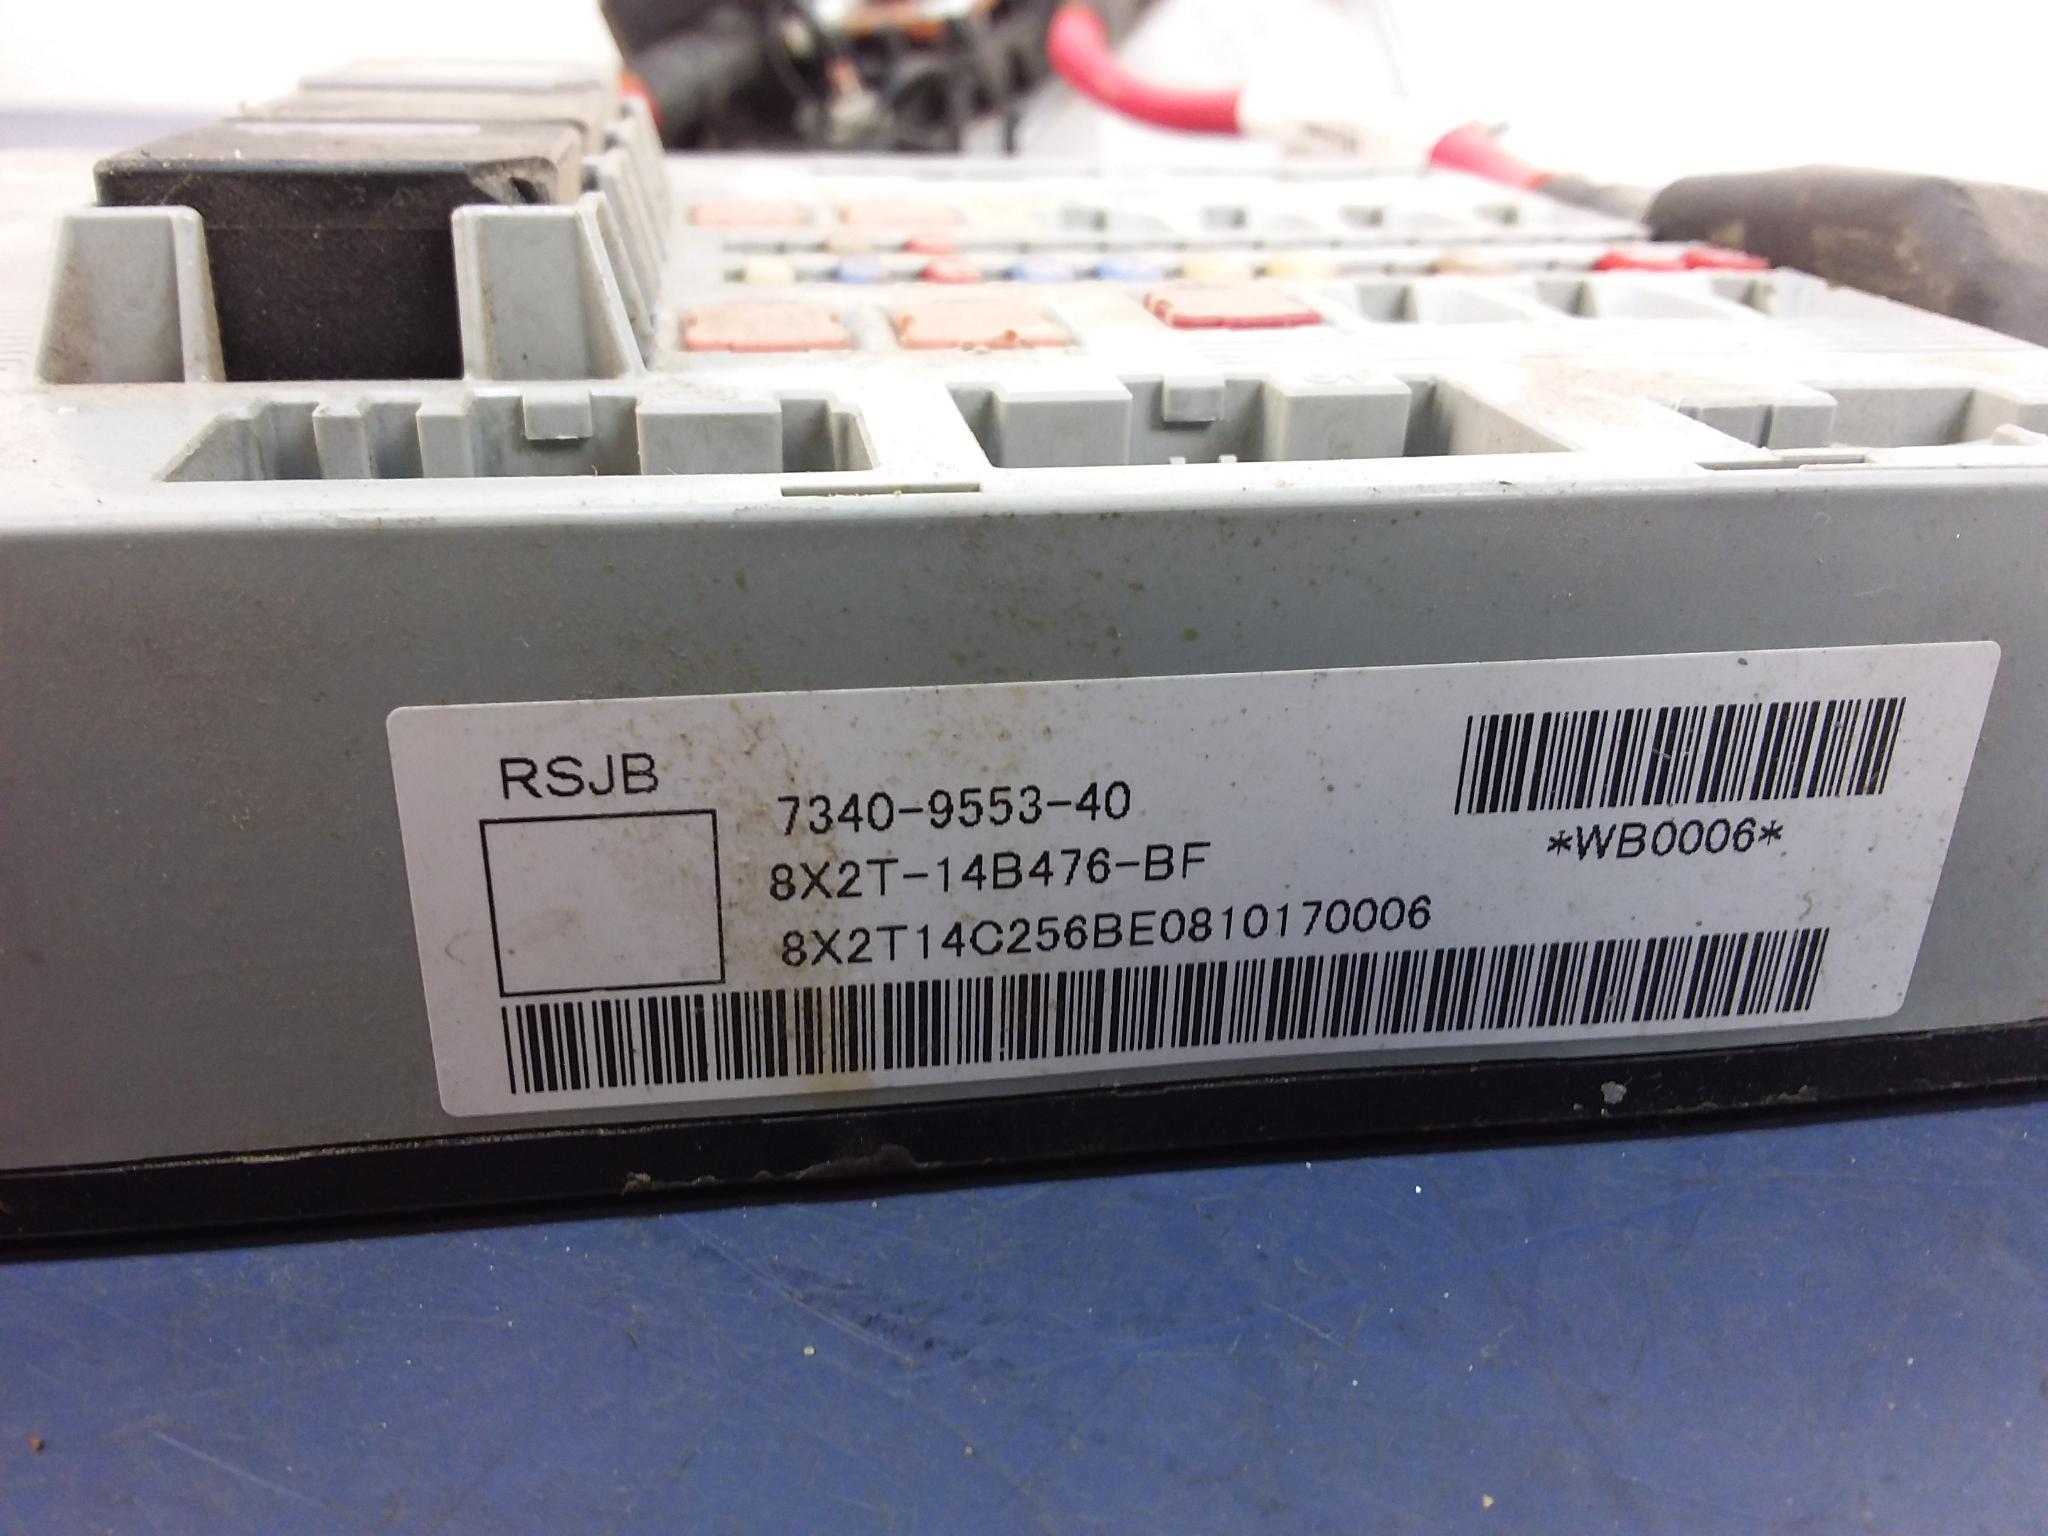 RSJB
7340-9553-40
8X2T-14B476-BF
8X2T14C256BE0810170006
*WB0006*